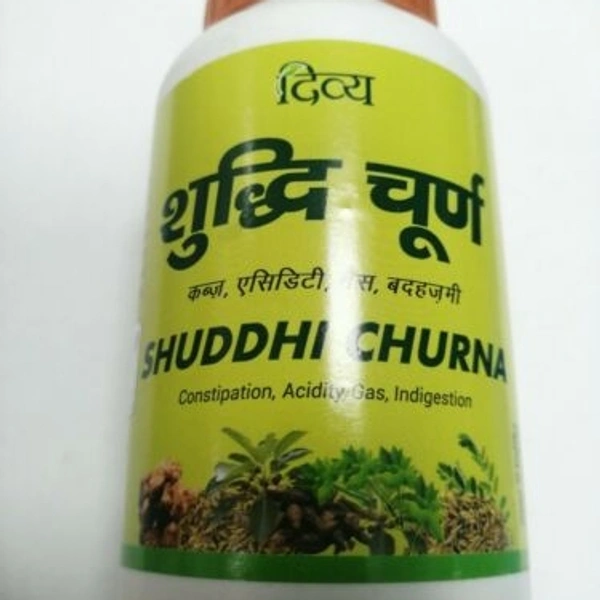 दिव्य
शुद्धि चूर्ण
कब्ज़, एसिडिटी, गैस, बदहज़मी
SHUDDHI CHURNA
Constipation, Acidity, Gas, Indigestion